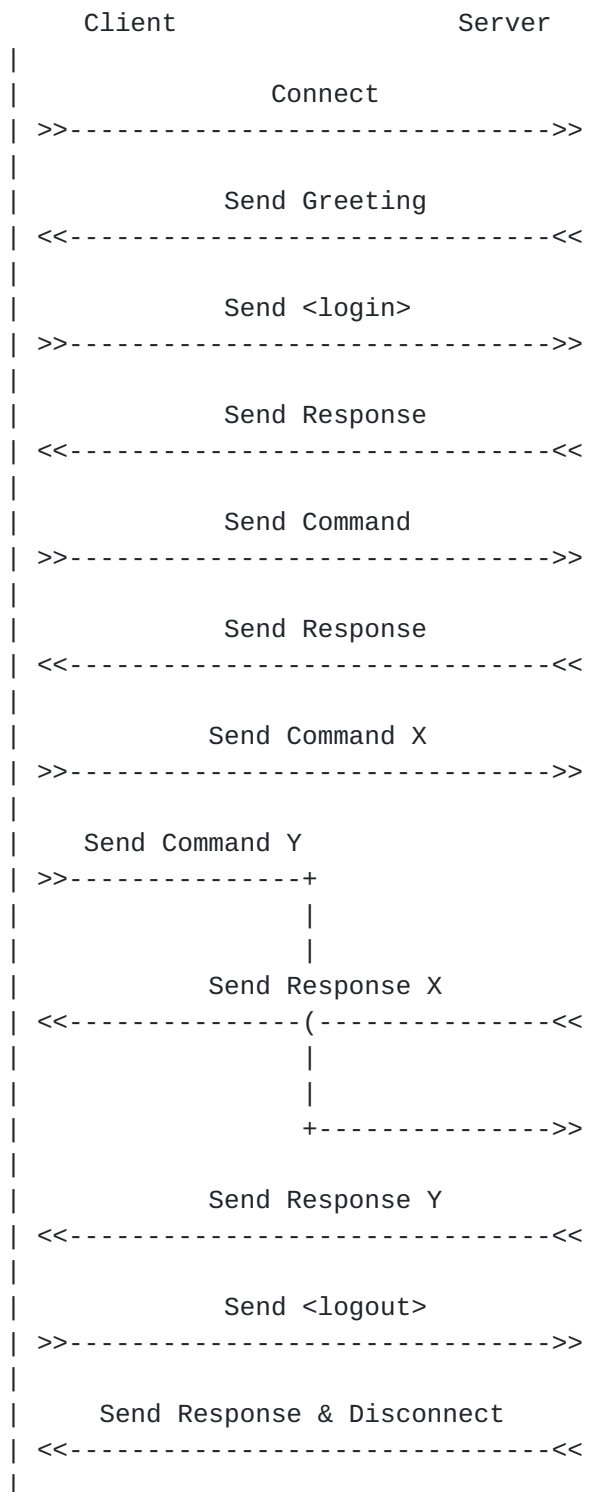 Client Server
Connect
>>------------------------------->>
Send Greeting
<<-------------------------------<<
Send <login>
>>------------------------------->>
Send Response
<<-------------------------------<<
Send Command
>>------------------------------->>
Send Response
<<-------------------------------<<
Send Command X
>>------------------------------->>
Send Command Y
>>---------------+
Send Response X
<<---------------(---------------<<
+--------------->>
Send Response Y
<<-------------------------------<<
Send <logout>
>>------------------------------->>
Send Response & Disconnect
<<-------------------------------<<